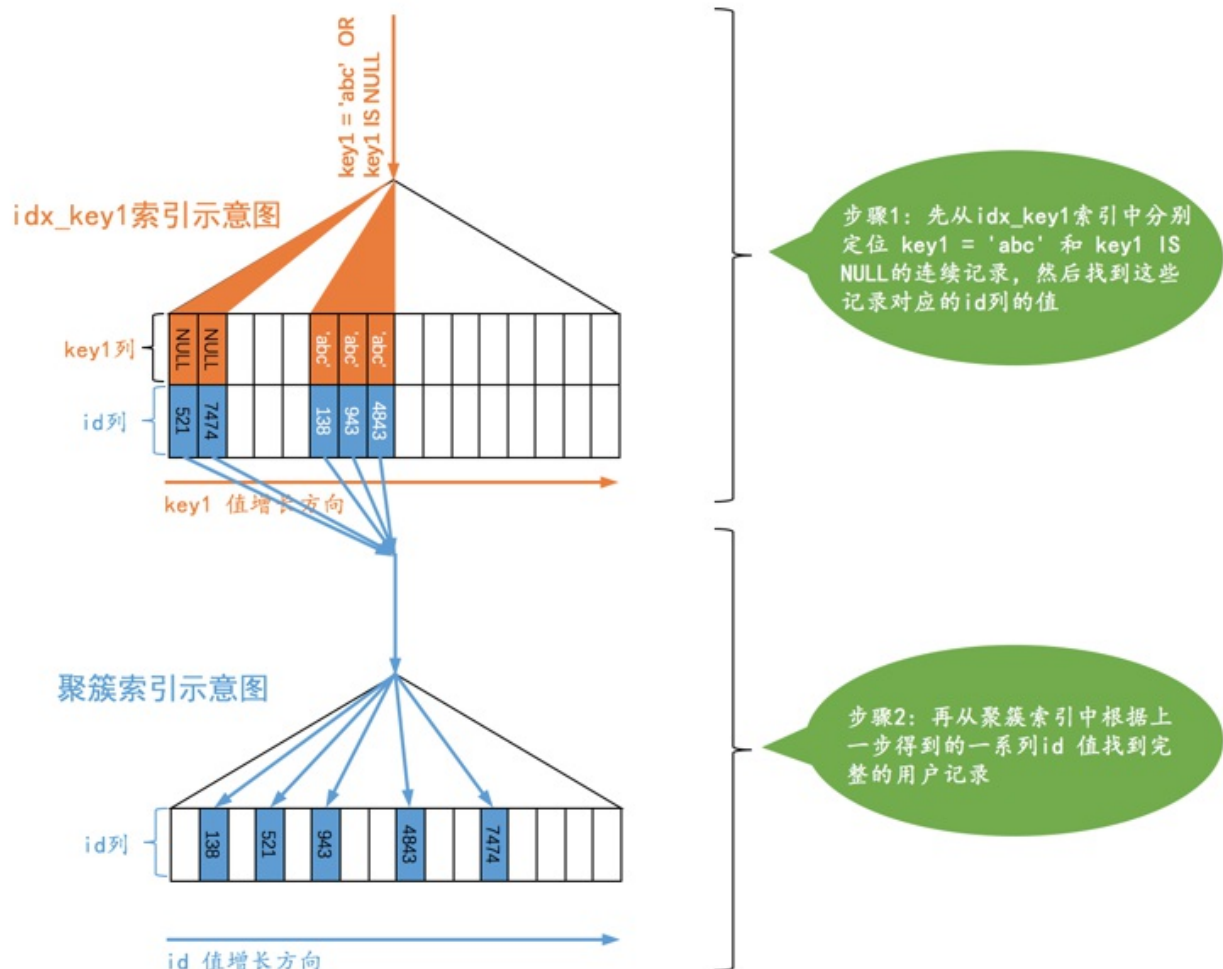 key1 = 'abc'  OR
key1 IS NULL
idx_key1索引示意图
key1列
NULL
NULL
'abc'
'abc'
'abc'
id列
521
7474
138
943
4843
key1 值增长方向
步骤1: 先从idx_key1索引中分别
定位 key1 = 'abc' 和 key1 IS
NULL的连续记录，然后找到这些
记录对应的id列的值
聚簇索引示意图
id列
138
521
943
4843
7474
id 值增长方向
步骤2: 再从聚簇索引中根据上
一步得到的一系列id 值找到完
整的用户记录